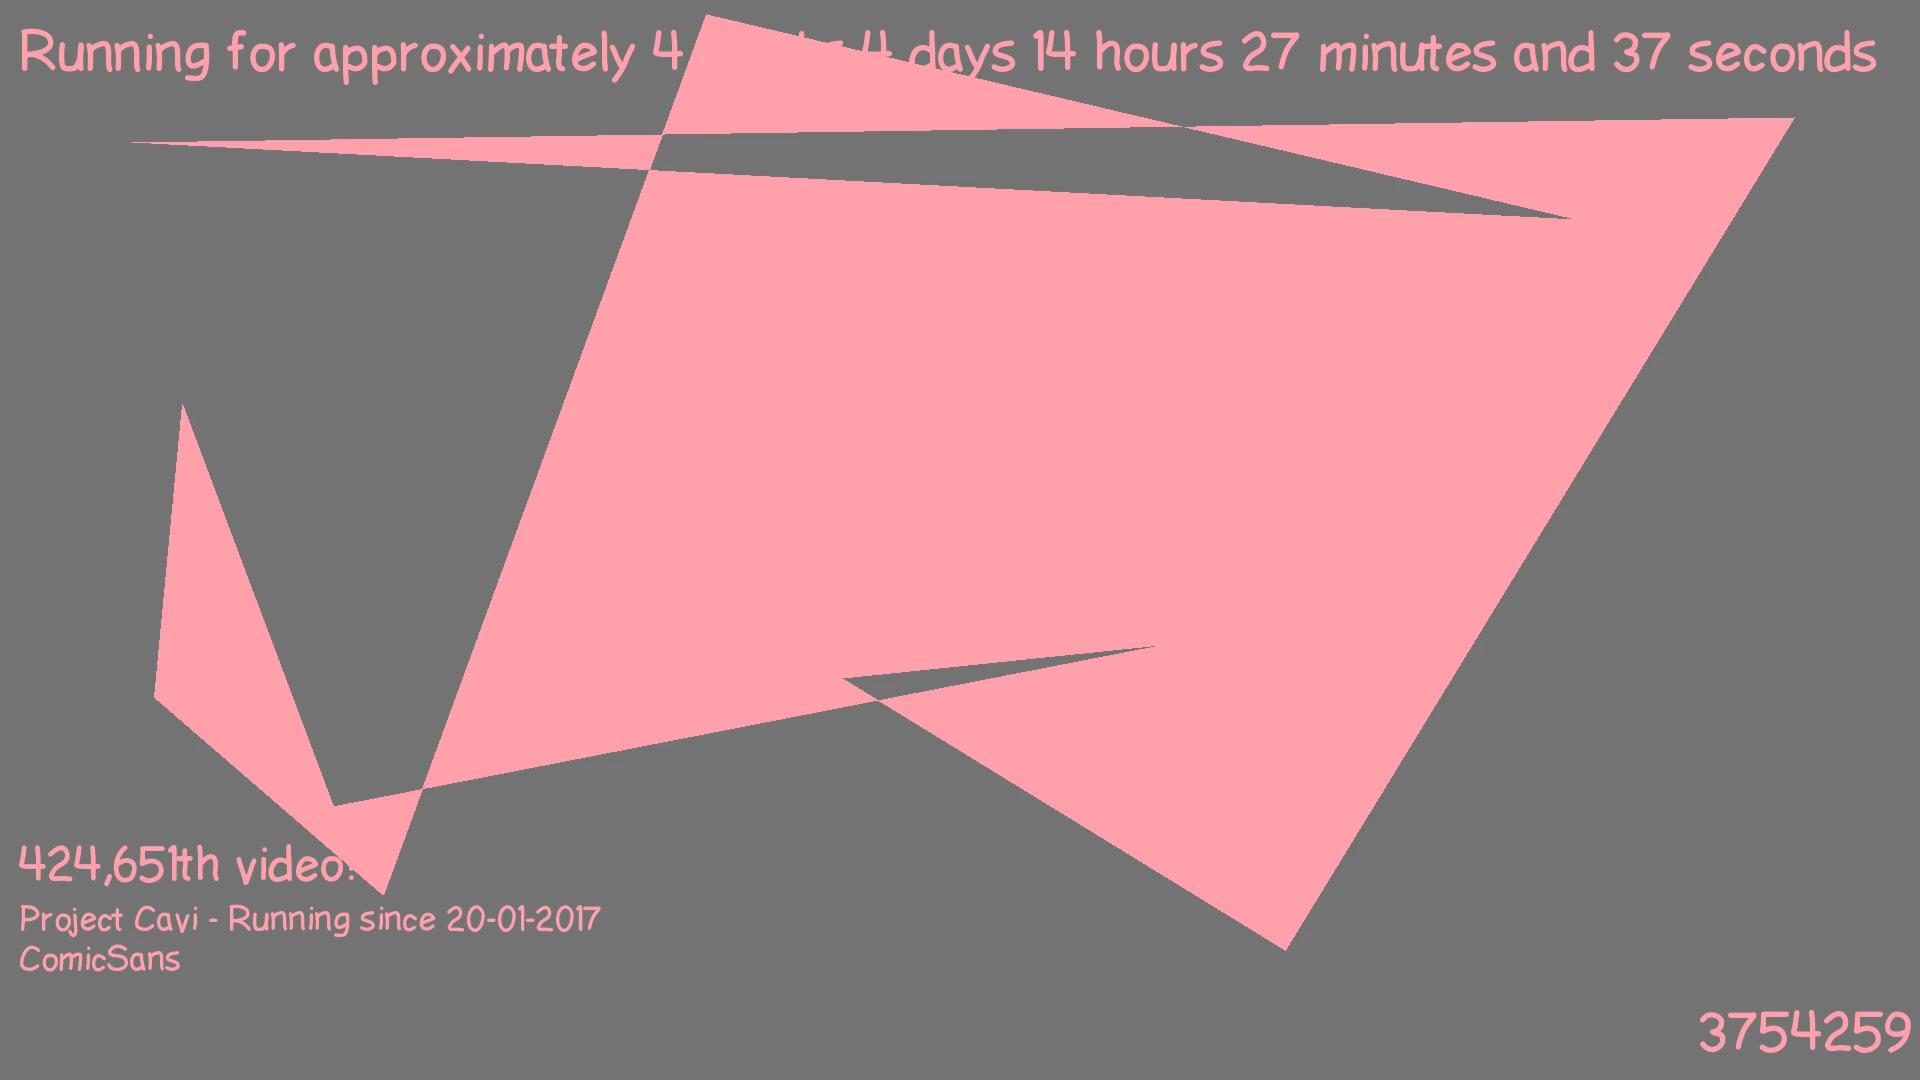 Running for approximately 4 4 days 14 hours 27 minutes and 37 seconds
424,651th video!
Project Cavi - Running since 20-01-2017
ComicSans
3754259